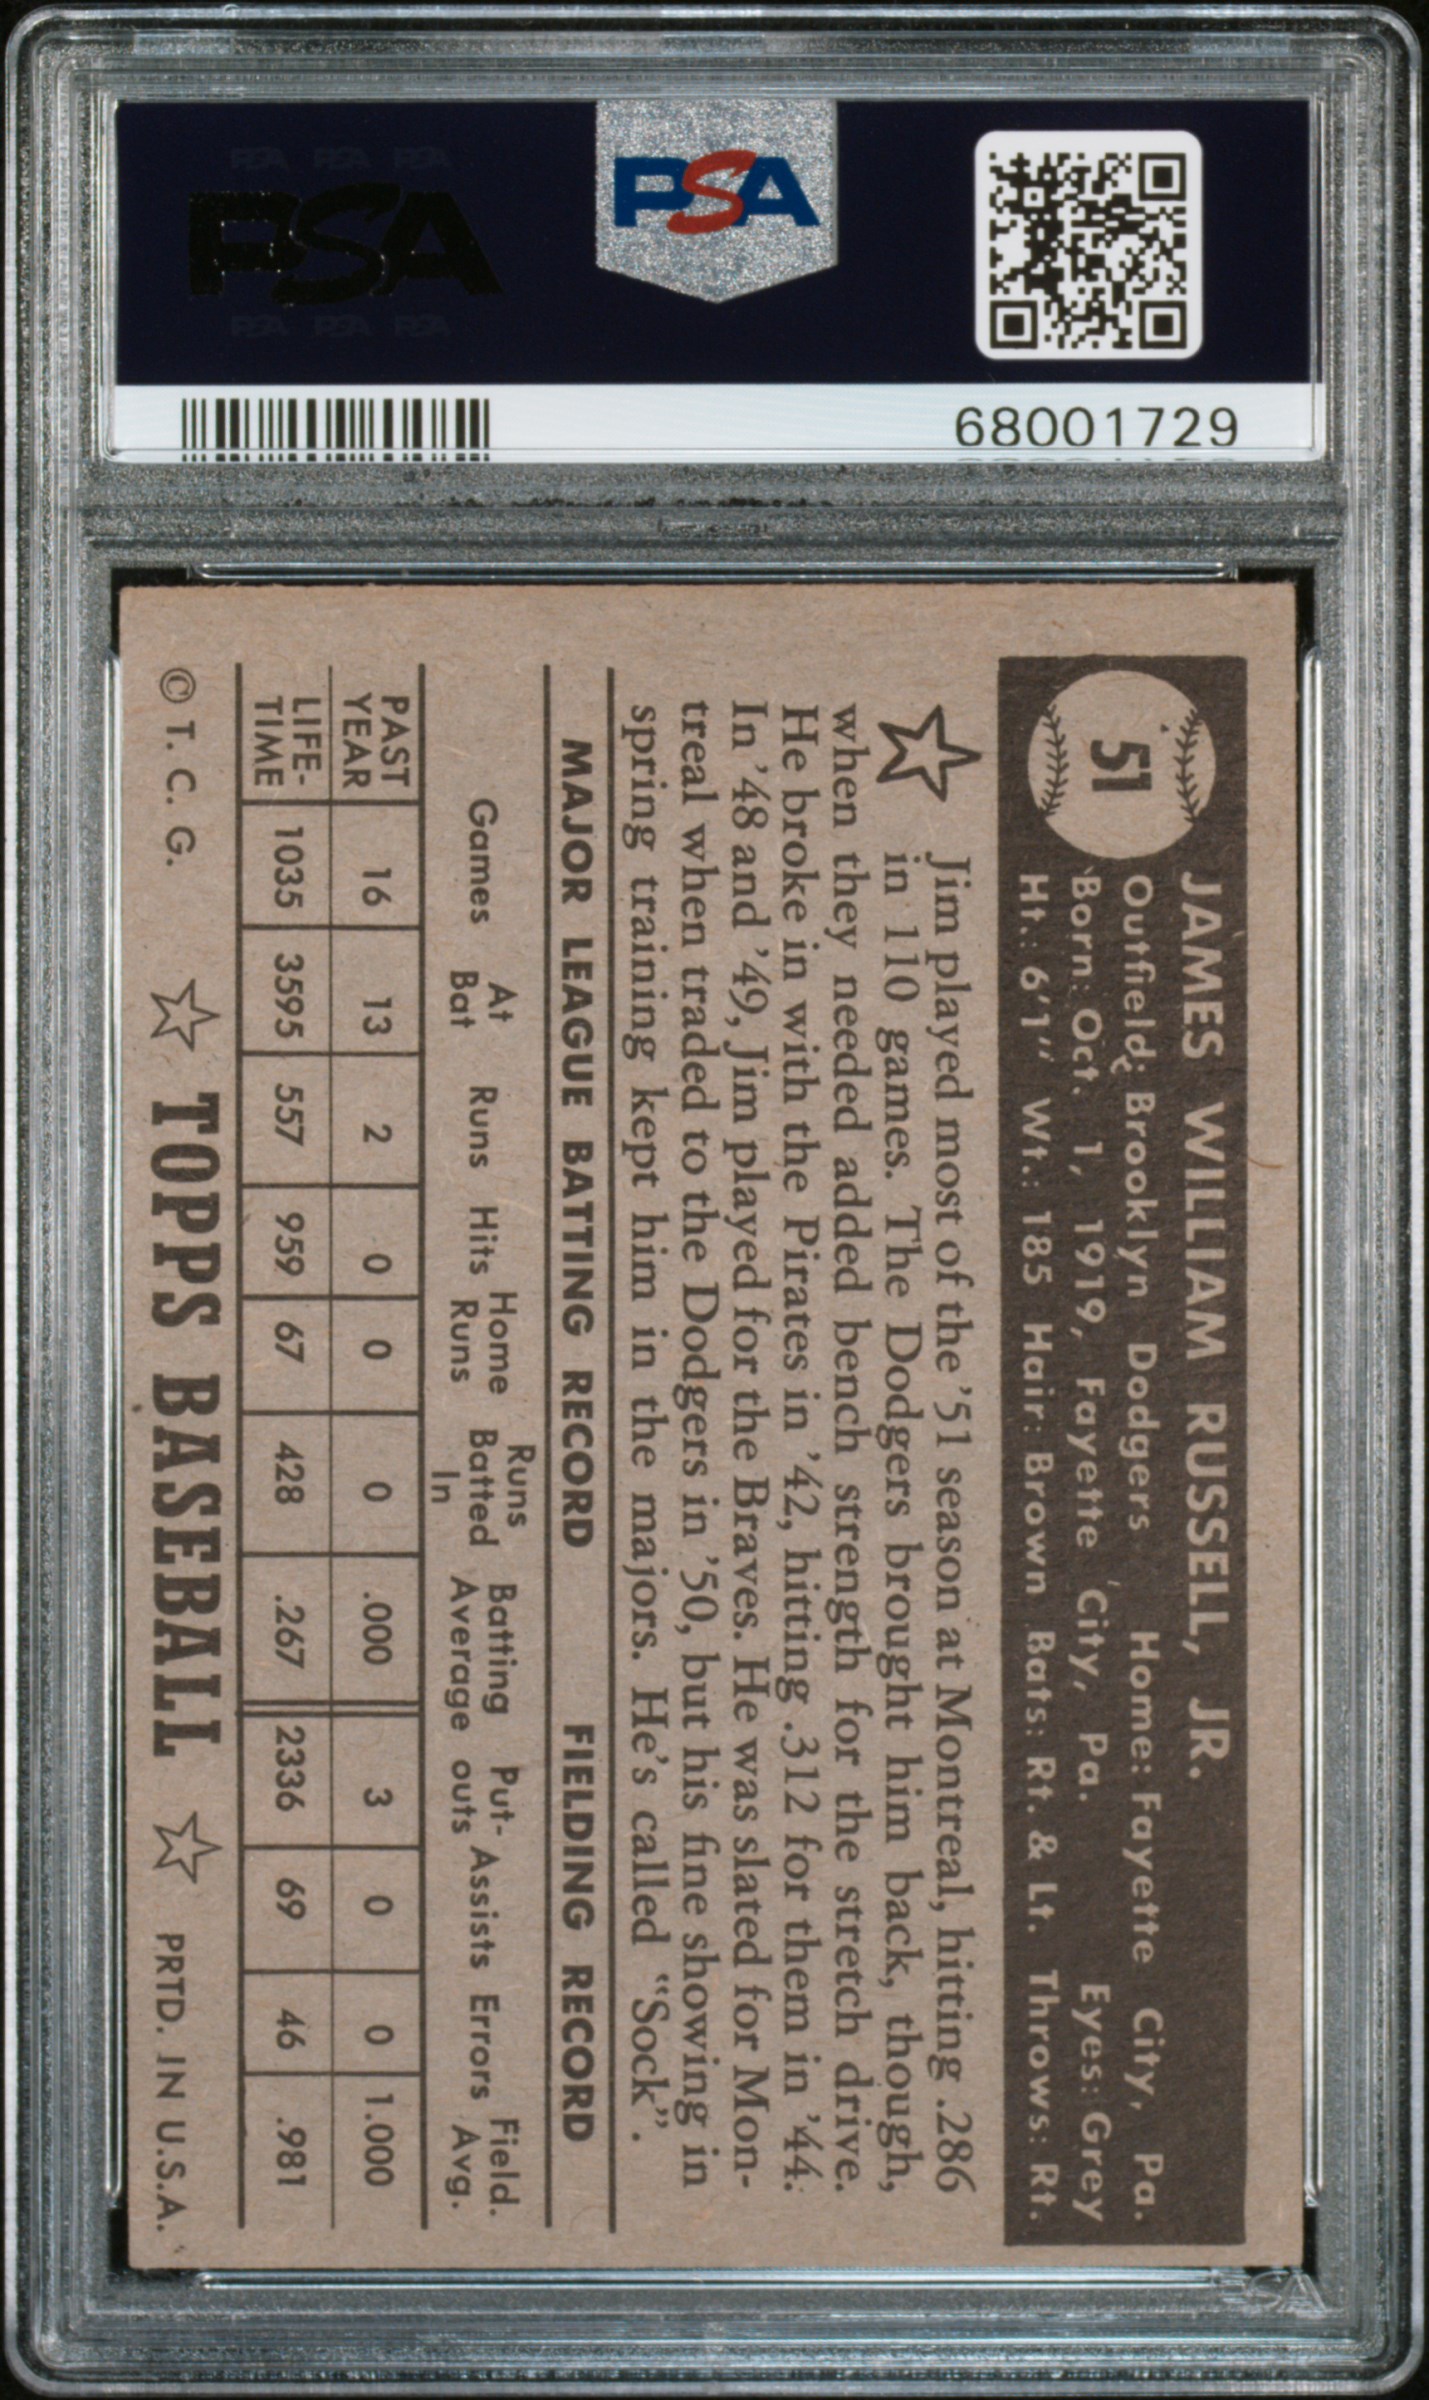 PSA PSA PSA
PSA
PSA PSA PSA
PSA
68001729
51
JAMES WILLIAM RUSSELL, JR.
Outfield: Brooklyn Dodgers Home: Fayette City, Pa.
Born: Oct. 1, 1919, Fayette City, Pa. Eyes: Grey
Ht.: 6'1" Wt.: 185 Hair: Brown Bats: Rt. & Lt. Throws: Rt.
Jim played most of the '51 season at Montreal, hitting .286
in 110 games. The Dodgers brought him back, though,
when they needed added bench strength for the stretch drive.
He broke in with the Pirates in '42, hitting .312 for them in '44.
In '48 and '49, Jim played for the Braves. He was slated for Mon-
treal when traded to the Dodgers in '50, but his fine showing in
spring training kept him in the majors. He's called "Sock".
MAJOR LEAGUE BATTING RECORD FIELDING RECORD
Games At Bat Runs Hits Home Runs Runs Batted In Batting Average Put-outs Assists Errors Field. Avg.
PAST YEAR 16 13 2 0 0 0 .000 3 0 0 1.000
LIFE-TIME 1035 3595 557 959 67 428 .267 2336 69 46 .981
© T. C. G. ☆ TOPPS BASEBALL ☆ PRTD. IN U.S.A.
PSA